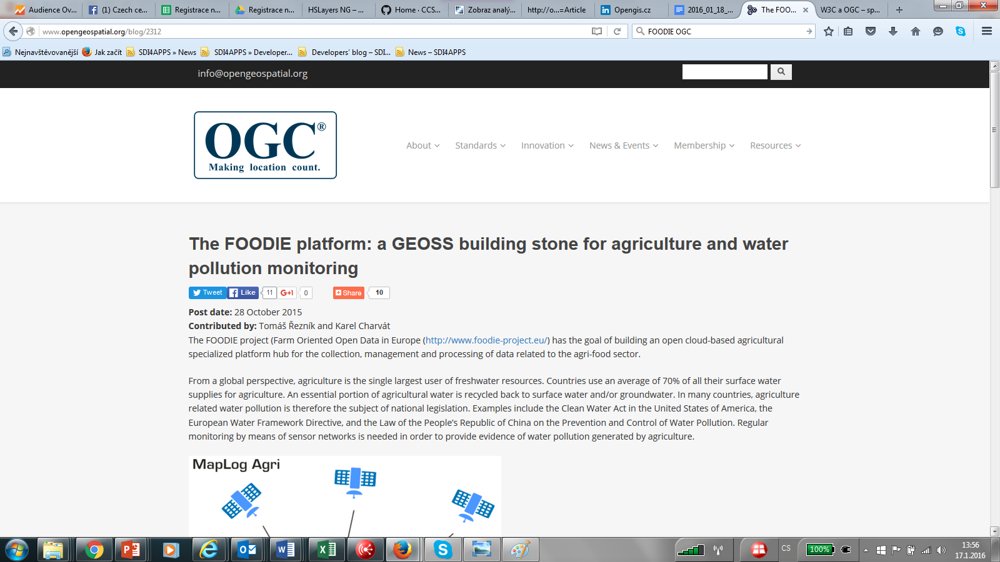 Audience Ov...
(1) Czech ce...
Registrace n...
Registrace n...
HSLayers NG – ...
Home · CCS...
Zobraz analý...
http://o...=Article
Opengis.cz
2016_01_18_...
The FOO...
W3C a OGC – sp...
www.opengeospatial.org/blog/2312
FOODIE OGC
Nejnavštěvovanější
Jak začít
SDI4APPS » News
SDI4APPS » Developer...
Developers' blog – SDI...
News – SDI4APPS
info@opengeospatial.org
OGC®
Making location count.
About
Standards
Innovation
News & Events
Membership
Resources
The FOODIE platform: a GEOSS building stone for agriculture and water
pollution monitoring
Tweet
Like
11
G+1
0
Share
10
Post date: 28 October 2015
Contributed by: Tomáš Řezník and Karel Charvát
The FOODIE project (Farm Oriented Open Data in Europe (http://www.foodie-project.eu/) has the goal of building an open cloud-based agricultural
specialized platform hub for the collection, management and processing of data related to the agri-food sector.
From a global perspective, agriculture is the single largest user of freshwater resources. Countries use an average of 70% of all their surface water
supplies for agriculture. An essential portion of agricultural water is recycled back to surface water and/or groundwater. In many countries, agriculture
related water pollution is therefore the subject of national legislation. Examples include the Clean Water Act in the United States of America, the
European Water Framework Directive, and the Law of the People's Republic of China on the Prevention and Control of Water Pollution. Regular
monitoring by means of sensor networks is needed in order to provide evidence of water pollution generated by agriculture.
MapLog Agri
CS
100%
13:56
17.1.2016